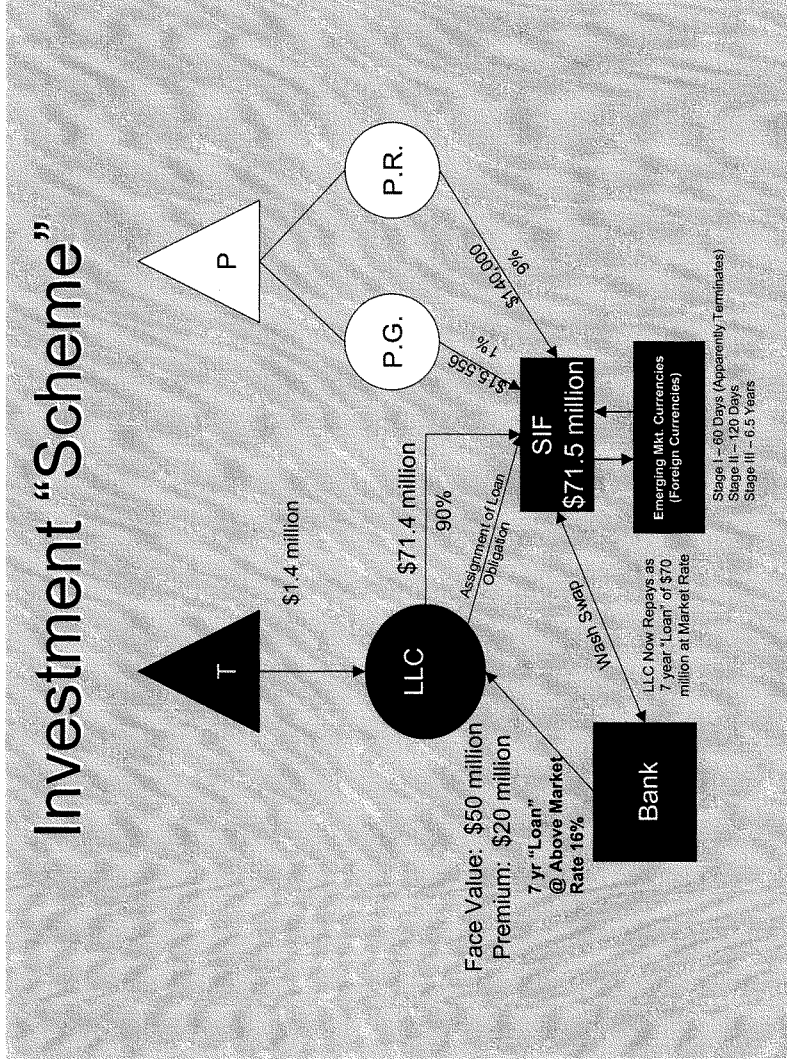 Investment “Scheme”
T
P
$1.4 million
LLC
P.G.
P.R.
$71.4 million
90%
$15,556
1%
$140,000
9%
Assignment of Loan
Obligation
Face Value: $50 million
Premium: $20 million
7 yr “Loan”
@ Above Market
Rate 16%
SIF
$71.5 million
Wash Swap
Bank
LLC Now Repays as
7 year “Loan” of $70
million at Market Rate
Emerging Mkt. Currencies
(Foreign Currencies)
Stage I – 60 Days (Apparently Terminates)
Stage II – 120 Days
Stage III – 6.5 Years